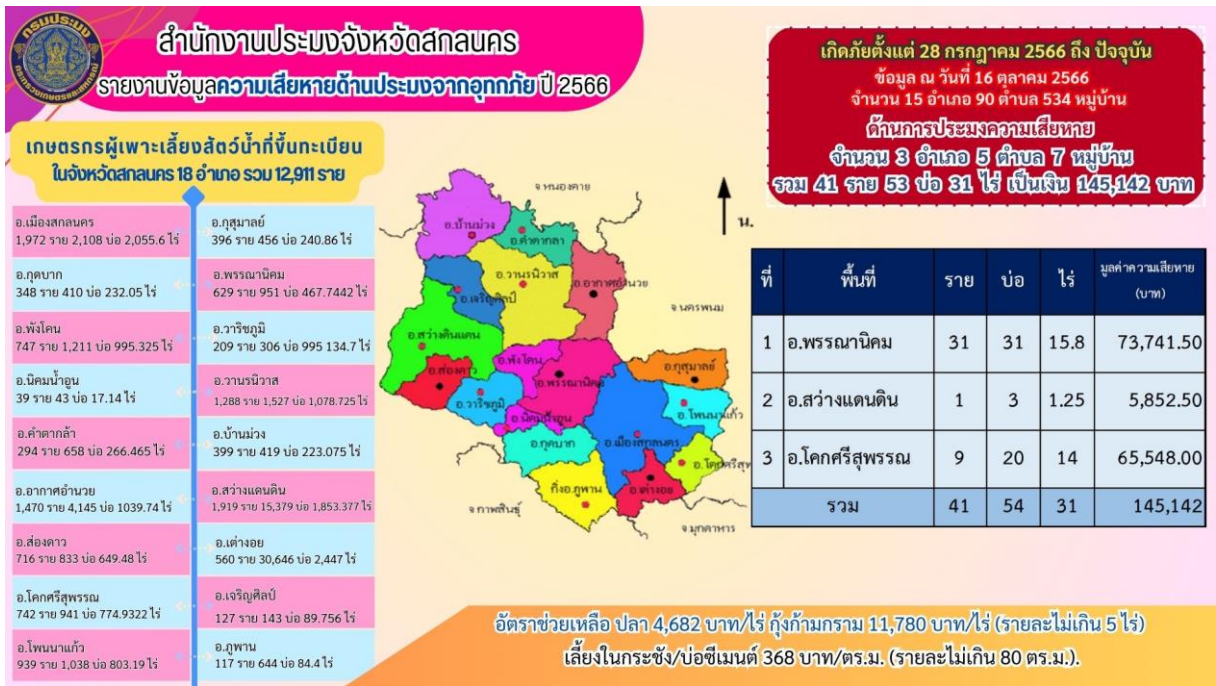 กรมประมง
กระทรวงเกษตรและสหกรณ์
สำนักงานประมงจังหวัดสกลนคร
รายงานข้อมูลความเสียหายด้านประมงจากอุทกภัย ปี 2566
เกิดภัยตั้งแต่ 28 กรกฎาคม 2566 ถึง ปัจจุบัน
ข้อมูล ณ วันที่ 16 ตุลาคม 2566
จำนวน 15 อำเภอ 90 ตำบล 534 หมู่บ้าน
ด้านการประมงความเสียหาย
จำนวน 3 อำเภอ 5 ตำบล 7 หมู่บ้าน
รวม 41 ราย 53 บ่อ 31 ไร่ เป็นเงิน 145,142 บาท
เกษตรกรผู้เพาะเลี้ยงสัตว์น้ำที่ขึ้นทะเบียน
ในจังหวัดสกลนคร 18 อำเภอ รวม 12,911 ราย
อ.เมืองสกลนคร
1,972 ราย 2,108 บ่อ 2,055.6 ไร่
อ.กุสุมาลย์
396 ราย 456 บ่อ 240.86 ไร่
อ.กุดบาก
348 ราย 410 บ่อ 232.05 ไร่
อ.พรรณานิคม
629 ราย 951 บ่อ 467.7442 ไร่
อ.พังโคน
747 ราย 1,211 บ่อ 995.325 ไร่
อ.วาริชภูมิ
209 ราย 306 บ่อ 995 134.7 ไร่
อ.นิคมน้ำอูน
39 ราย 43 บ่อ 17.14 ไร่
อ.วานรนิวาส
1,288 ราย 1,527 บ่อ 1,078.725 ไร่
อ.คำตากล้า
294 ราย 658 บ่อ 266.465 ไร่
อ.บ้านม่วง
399 ราย 419 บ่อ 223.075 ไร่
อ.อากาศอำนวย
1,470 ราย 4,145 บ่อ 1039.74 ไร่
อ.สว่างแดนดิน
1,919 ราย 15,379 บ่อ 1,853.377 ไร่
อ.ส่องดาว
716 ราย 833 บ่อ 649.48 ไร่
อ.เต่างอย
560 ราย 30,646 บ่อ 2,447 ไร่
อ.โคกศรีสุพรรณ
742 ราย 941 บ่อ 774.9322 ไร่
อ.เจริญศิลป์
127 ราย 143 บ่อ 89.756 ไร่
อ.โพนนาแก้ว
939 ราย 1,038 บ่อ 803.19 ไร่
อ.ภูพาน
117 ราย 644 บ่อ 84.4 ไร่
จ.หนองคาย
น.
อ.บ้านม่วง
อ.คำตากลา
อ.วานรนิวาส
อ.อากาศอำนวย
อ.เจริญศิลป์
จ.นครพนม
อ.สว่างดินแดน
อ.พังโคน
อ.ส่องดาว
อ.พรรณานิคม
อ.กุสุมาลย์
อ.วาริชภูมิ
อ.นิคมน้ำอูน
อ.โพนนาแก้ว
อ.กุดบาก
อ.เมืองสกลนคร
อ.โคกศรีสุพ
กิ่งอ.ภูพาน
อ.เต่างอย
จ.กาฬสินธุ์
จ.มุกดาหาร
ที่ พื้นที่ ราย บ่อ ไร่ มูลค่าความเสียหาย
(บาท)
1 อ.พรรณานิคม 31 31 15.8 73,741.50
2 อ.สว่างแดนดิน 1 3 1.25 5,852.50
3 อ.โคกศรีสุพรรณ 9 20 14 65,548.00
รวม 41 54 31 145,142
อัตราช่วยเหลือ ปลา 4,682 บาท/ไร่ กุ้งก้ามกราม 11,780 บาท/ไร่ (รายละไม่เกิน 5 ไร่)
เลี้ยงในกระชัง/บ่อซีเมนต์ 368 บาท/ตร.ม. (รายละไม่เกิน 80 ตร.ม.).